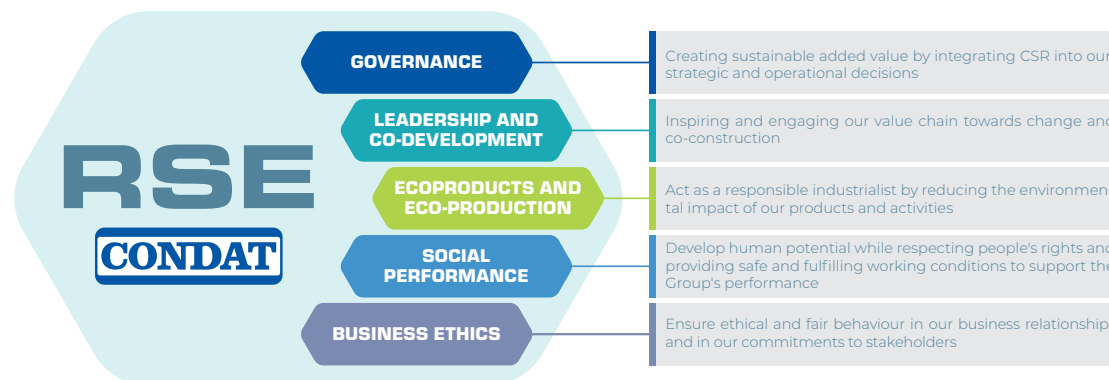 RSE
CONDAT
GOVERNANCE
Creating sustainable added value by integrating CSR into our
strategic and operational decisions
LEADERSHIP AND
CO-DEVELOPMENT
Inspiring and engaging our value chain towards change and
co-construction
ECOPRODUCTS AND
ECO-PRODUCTION
Act as a responsible industrialist by reducing the environmen
tal impact of our products and activities
SOCIAL
PERFORMANCE
Develop human potential while respecting people's rights and
providing safe and fulfilling working conditions to support the
Group's performance
BUSINESS ETHICS
Ensure ethical and fair behaviour in our business relationship
and in our commitments to stakeholders